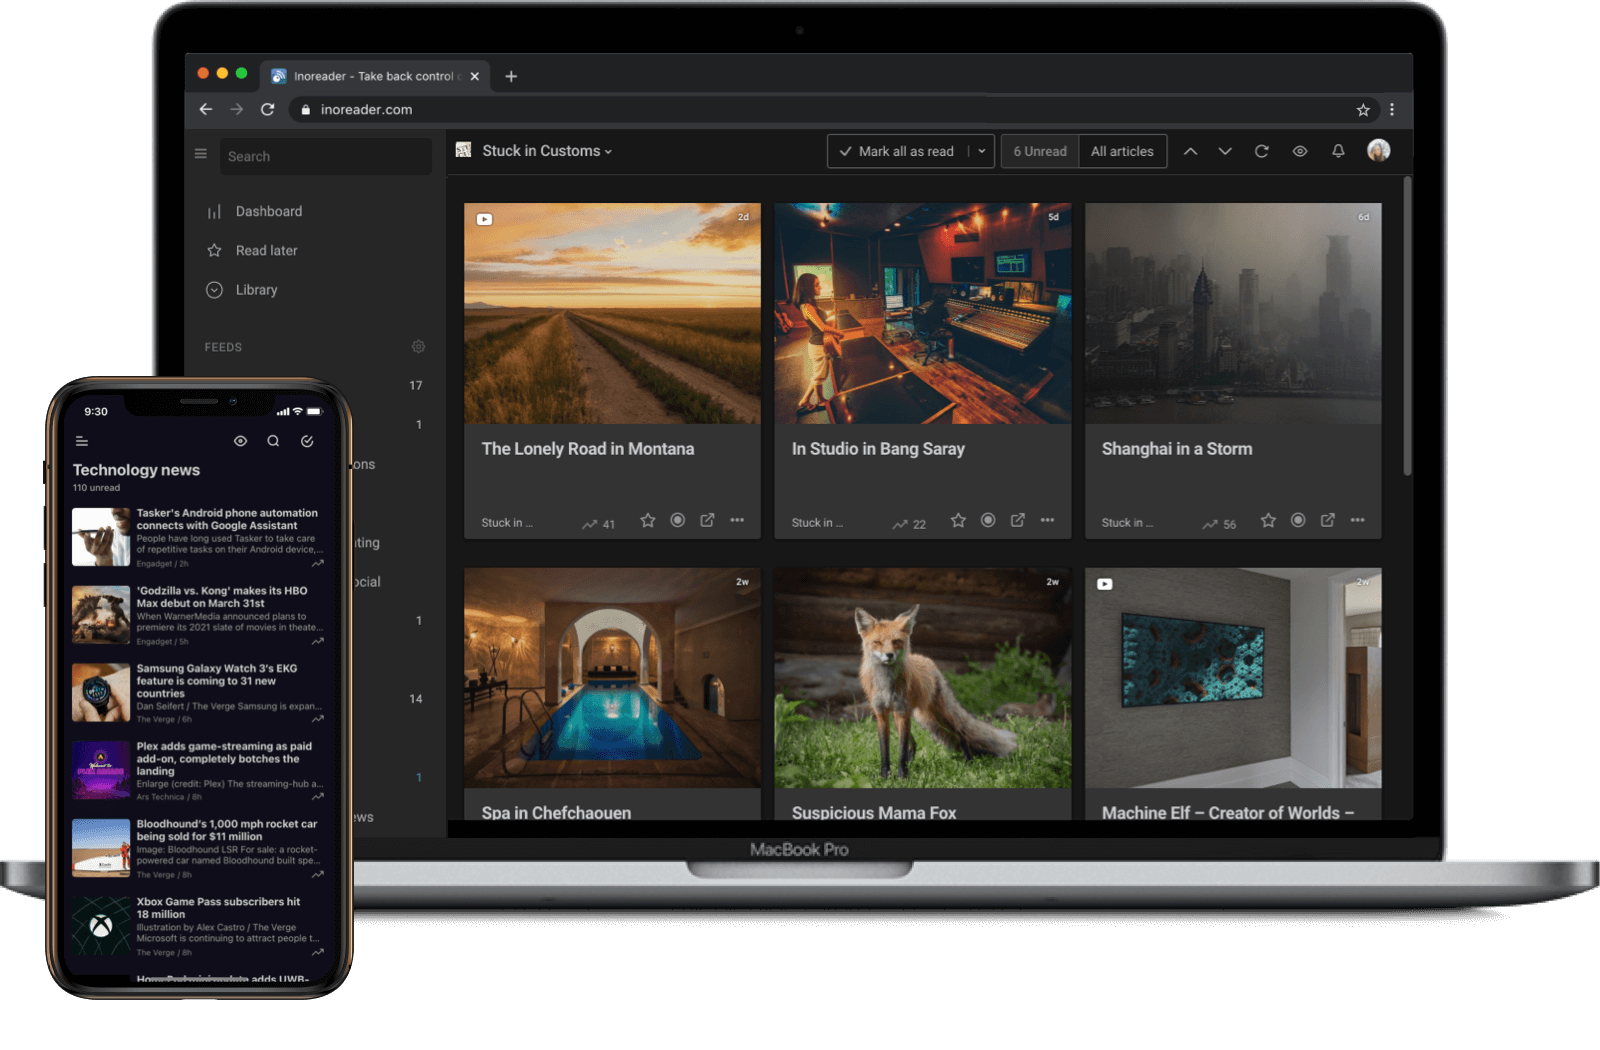 Inoreader - Take back control
inoreader.com
Search
Stuck in Customs
Mark all as read
6 Unread
All articles
Dashboard
Read later
Library
FEEDS
17
1
ons
ting
ocial
1
14
1
ews
2d
The Lonely Road in Montana
Stuck in ...
41
5d
In Studio in Bang Saray
Stuck in ...
22
6d
Shanghai in a Storm
Stuck in ...
56
2w
Spa in Chefchaouen
2w
Suspicious Mama Fox
2w
Machine Elf – Creator of Worlds –
MacBook Pro
9:30
Technology news
110 unread
Tasker's Android phone automation
connects with Google Assistant
People have long used Tasker to take care
of repetitive tasks on their Android device,...
Engadget / 2h
'Godzilla vs. Kong' makes its HBO
Max debut on March 31st
When WarnerMedia announced plans to
premiere its 2021 slate of movies in theate...
Engadget / 5h
Samsung Galaxy Watch 3's EKG
feature is coming to 31 new
countries
Dan Seifert / The Verge Samsung is expan...
The Verge / 6h
Plex adds game-streaming as paid
add-on, completely botches the
landing
Enlarge (credit: Plex) The streaming-hub a...
Ars Technica / 8h
Bloodhound's 1,000 mph rocket car
being sold for $11 million
Image: Bloodhound LSR For sale: a rocket-
powered car named Bloodhound built spe...
The Verge / 8h
Xbox Game Pass subscribers hit
18 million
Illustration by Alex Castro / The Verge
Microsoft is continuing to attract people t...
The Verge / 8h
HomePod mini update adds UWB-